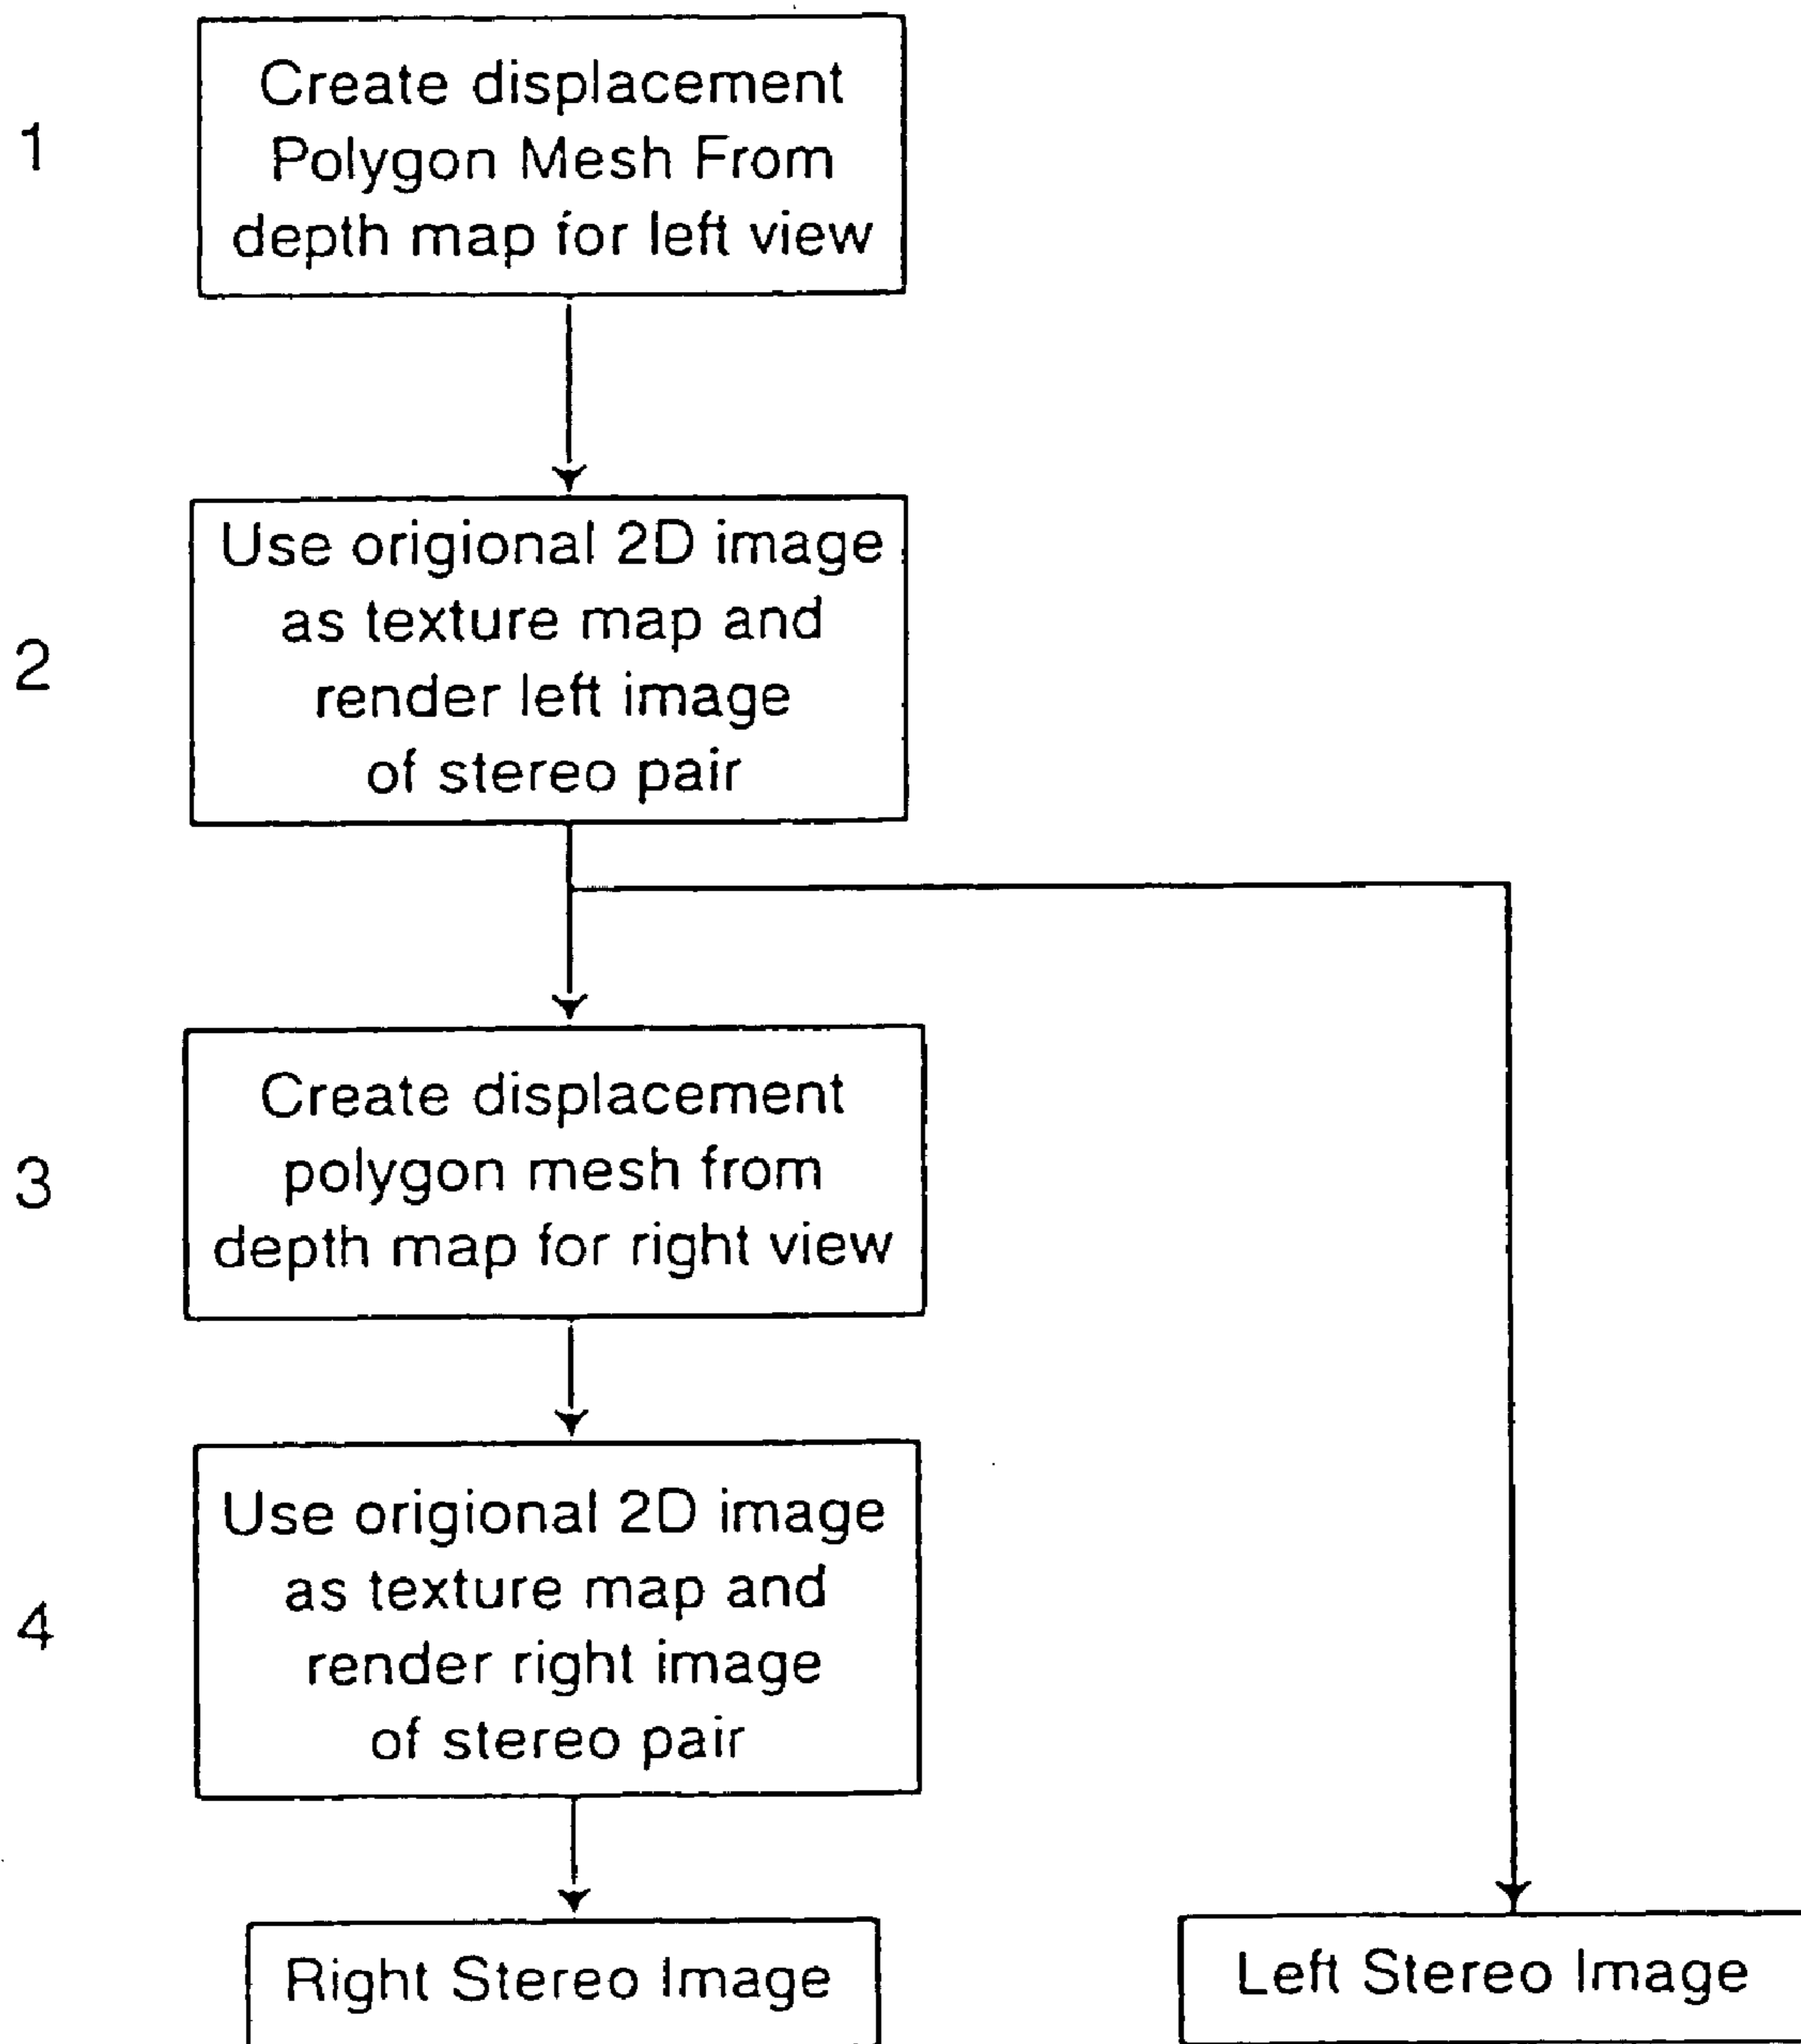 1
Create displacement
Polygon Mesh From
depth map for left view
2
Use origional 2D image
as texture map and
render left image
of stereo pair
3
Create displacement
polygon mesh from
depth map for right view
4
Use origional 2D image
as texture map and
render right image
of stereo pair
Right Stereo Image
Left Stereo Image